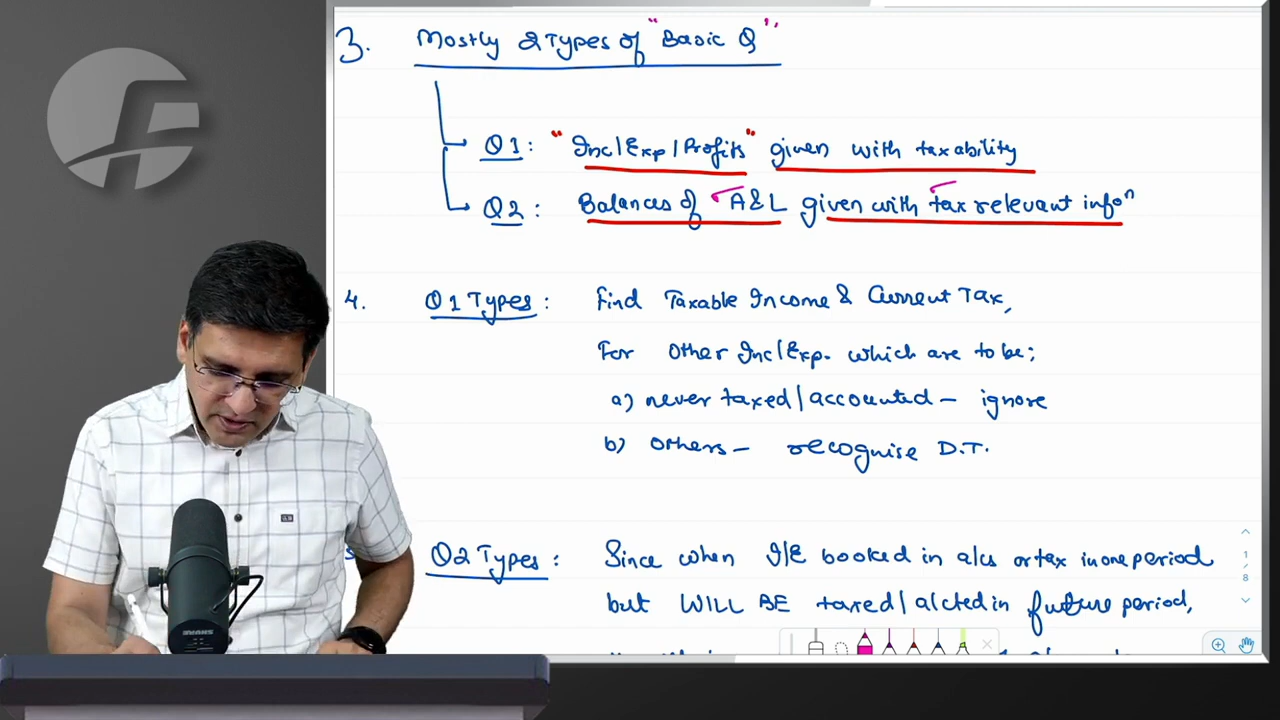 3. Mostly 2 Types of "Basic Q"
Q1: "Inc/Exp/Profits" given with taxability
Q2: Balances of A&L given with tax relevant infoⁿ
4. Q1 Types: Find Taxable Income & Current Tax,
For Other Inc/Exp. which are to be;
a) never taxed/accounted – ignore
b) others – recognise D.T.
Q2 Types: Since when I/E booked in a/cs or tax in one period
but WILL BE taxed/a/cted in future period,
1/8